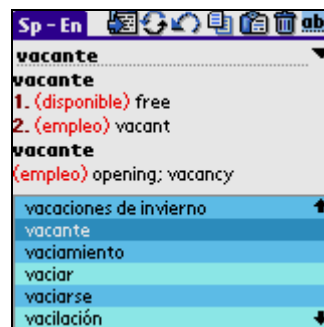 Sp - En ab
vacante
vacante
1. (disponible) free
2. (empleo) vacant
vacante
(empleo) opening; vacancy
vacaciones de invierno
vacante
vaciamiento
vaciar
vaciarse
vacilación